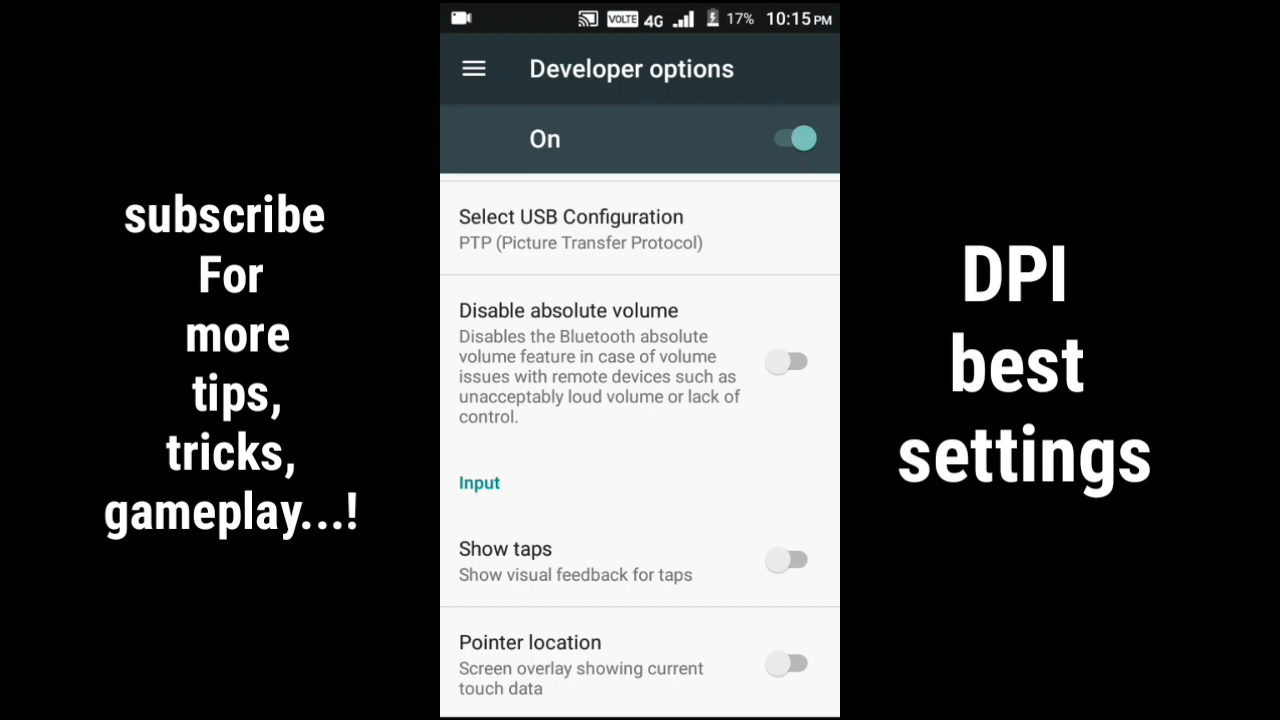 VOLTE 4G 17% 10:15 PM
Developer options
On
Select USB Configuration
PTP (Picture Transfer Protocol)
Disable absolute volume
Disables the Bluetooth absolute
volume feature in case of volume
issues with remote devices such as
unacceptably loud volume or lack of
control.
Input
Show taps
Show visual feedback for taps
Pointer location
Screen overlay showing current
touch data
subscribe
For
more
tips,
tricks,
gameplay...!
DPI
best
settings